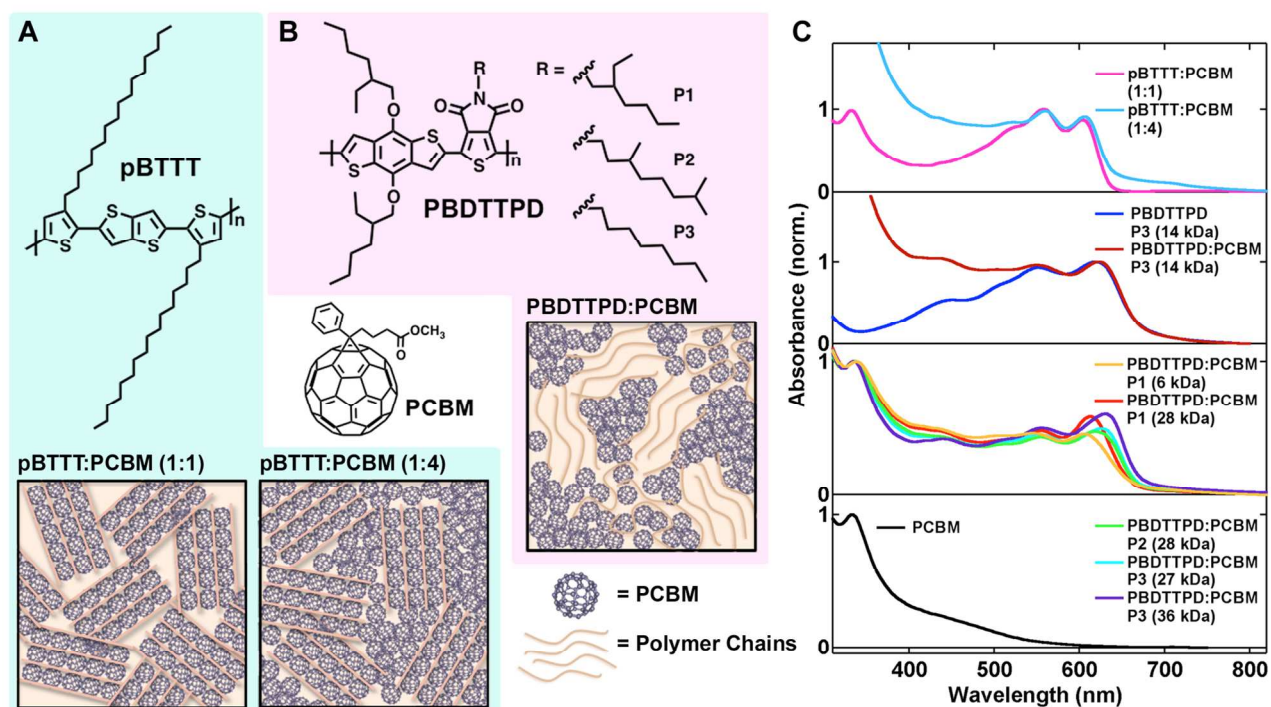 A
pBTTT
S
S
S
S
n
pBTTT:PCBM (1:1)
pBTTT:PCBM (1:4)
B
R
N
O
O
O
O
S
S
S
n
PBDTTPD
R =
P1
P2
P3
OCH₃
O
PCBM
PBDTTPD:PCBM
= PCBM
= Polymer Chains
C
Absorbance (norm.)
1
0
pBTTT:PCBM
(1:1)
pBTTT:PCBM
(1:4)
1
0
PBDTTPD
P3 (14 kDa)
PBDTTPD:PCBM
P3 (14 kDa)
1
0
PBDTTPD:PCBM
P1 (6 kDa)
PBDTTPD:PCBM
P1 (28 kDa)
1
0
PCBM
PBDTTPD:PCBM
P2 (28 kDa)
PBDTTPD:PCBM
P3 (27 kDa)
PBDTTPD:PCBM
P3 (36 kDa)
400 500 600 700 800
Wavelength (nm)